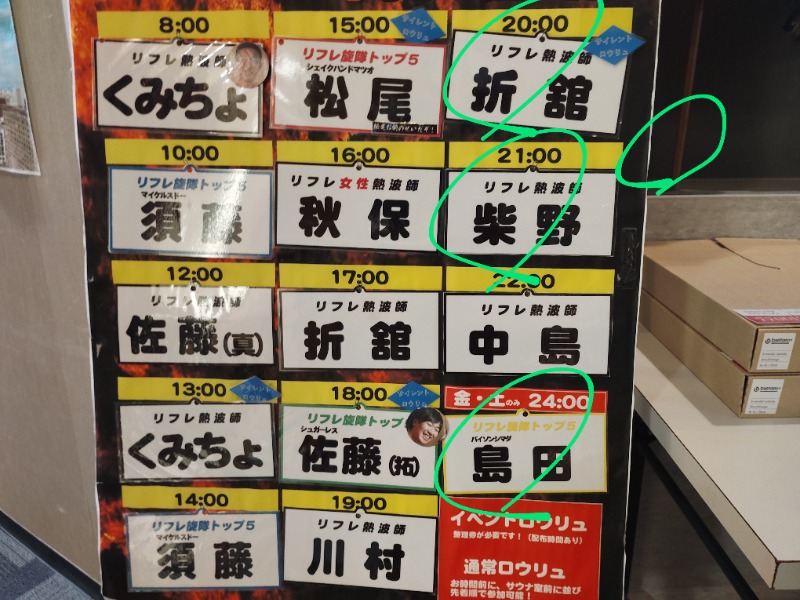 8:00
リフレ熱波師
くみちょ
10:00
リフレ旋隊トップ5
マイケルスドー
須藤
12:00
リフレ熱波師
佐藤(真)
13:00
サイレント
ロウリュ
リフレ熱波師
くみちょ
14:00
リフレ旋隊トップ5
マイケルスドー
須藤
15:00
サイレント
ロウリュ
リフレ旋隊トップ5
シェイクハンドマツオ
松尾
16:00
リフレ女性熱波師
秋保
17:00
リフレ熱波師
折舘
18:00
サイレント
ロウリュ
リフレ旋隊トップ
シュガーレス
佐藤(拓)
19:00
リフレ熱波師
川村
20:00
サイレント
ロウリュ
リフレ熱波師
折舘
21:00
リフレ熱波師
柴野
22:00
リフレ熱波師
中島
金・土のみ 24:00
リフレ旋隊トップ5
バイソンシマダ
島田
イベントロウリュ
整理券が必要です!(配布時間あり)
通常ロウリュ
お時間前に、サウナ室前に並び
先着順で参加可能!